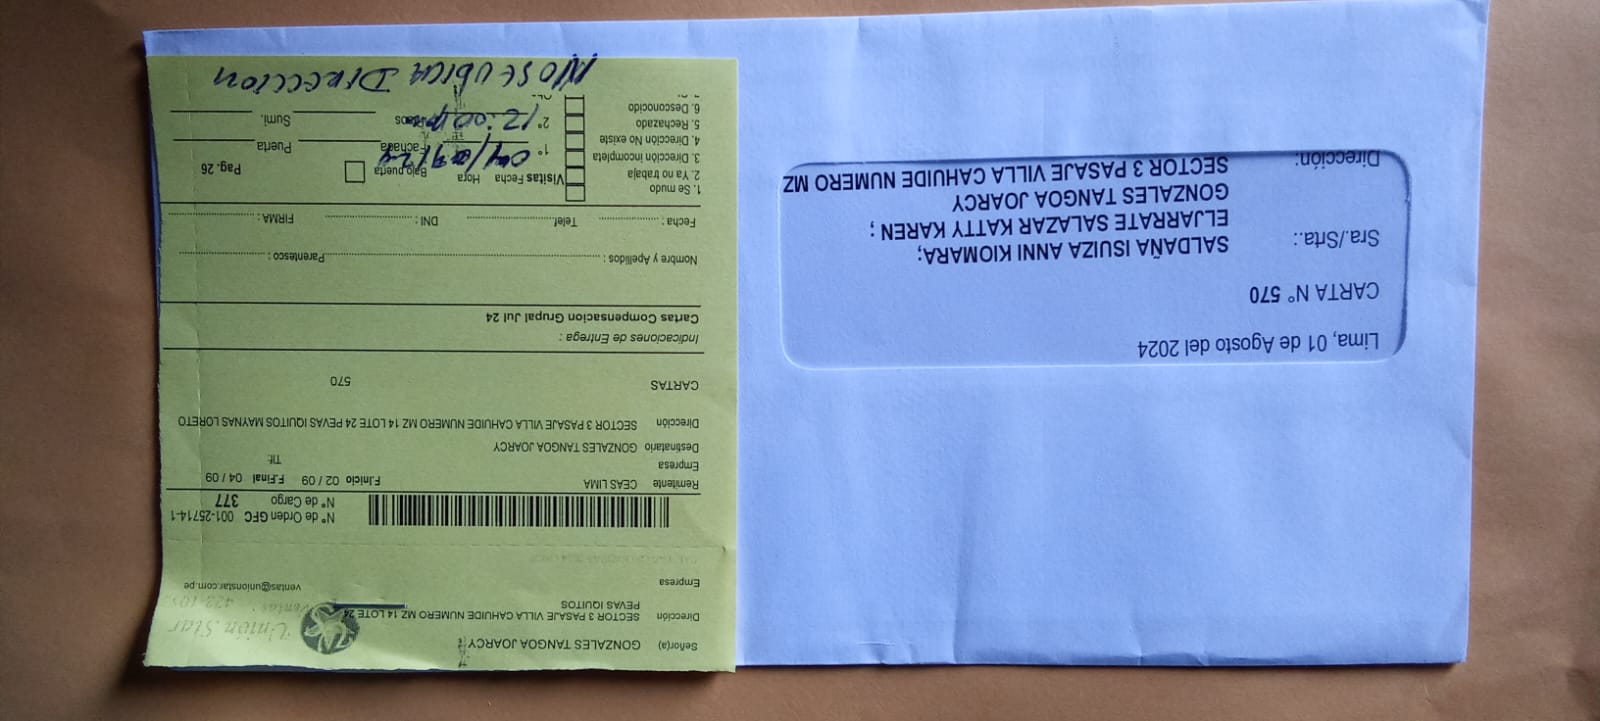 Lima, 01 de Agosto del 2024
CARTA N° 570
Sra./Srta.: SALDAÑA ISUIZA ANNI KIOMARA;
ELJARRATE SALAZAR KATTY KAREN ;
GONZALES TANGOA JOARCY
Dirección: SECTOR 3 PASAJE VILLA CAHUIDE NUMERO MZ
Señor(a) GONZALES TANGOA JOARCY
Unión Star
Dirección SECTOR 3 PASAJE VILLA CAHUIDE NUMERO MZ 14 LOTE 24
PEVAS IQUITOS
Empresa
ventas@unionstar.com.pe
N° de Orden GFC 001-25714-1
N° de Cargo 377
Remitente CEAS LIMA F.Inicio 02 / 09 F.Final 04 / 09
Empresa Tlf:
Destinatario GONZALES TANGOA JOARCY
Dirección SECTOR 3 PASAJE VILLA CAHUIDE NUMERO MZ 14 LOTE 24 PEVAS IQUITOS MAYNAS LORETO
CARTAS 570
Indicaciones de Entrega :
Cartas Compensacion Grupal Jul 24
Nombre y Apellidos : Parentesco :
Fecha : Telef. DNI : FIRMA :
1. Se mudo
2. Ya no trabaja
3. Dirección incompleta
4. Dirección No existe
5. Rechazado
6. Desconocido
Visitas Fecha Hora Bajo puerta Pag. 26
1° 04/09/24 Fachada Puerta
2° 12:00 Pisos Sumi.
NO SE UBICA DIRECCION